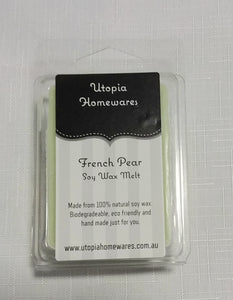 Utopia
Homewares
French Pear
Soy Wax Melt
Made from 100% natural soy wax.
Biodegradeable, eco friendly and
hand made just for you.
www.utopiahomewares.com.au